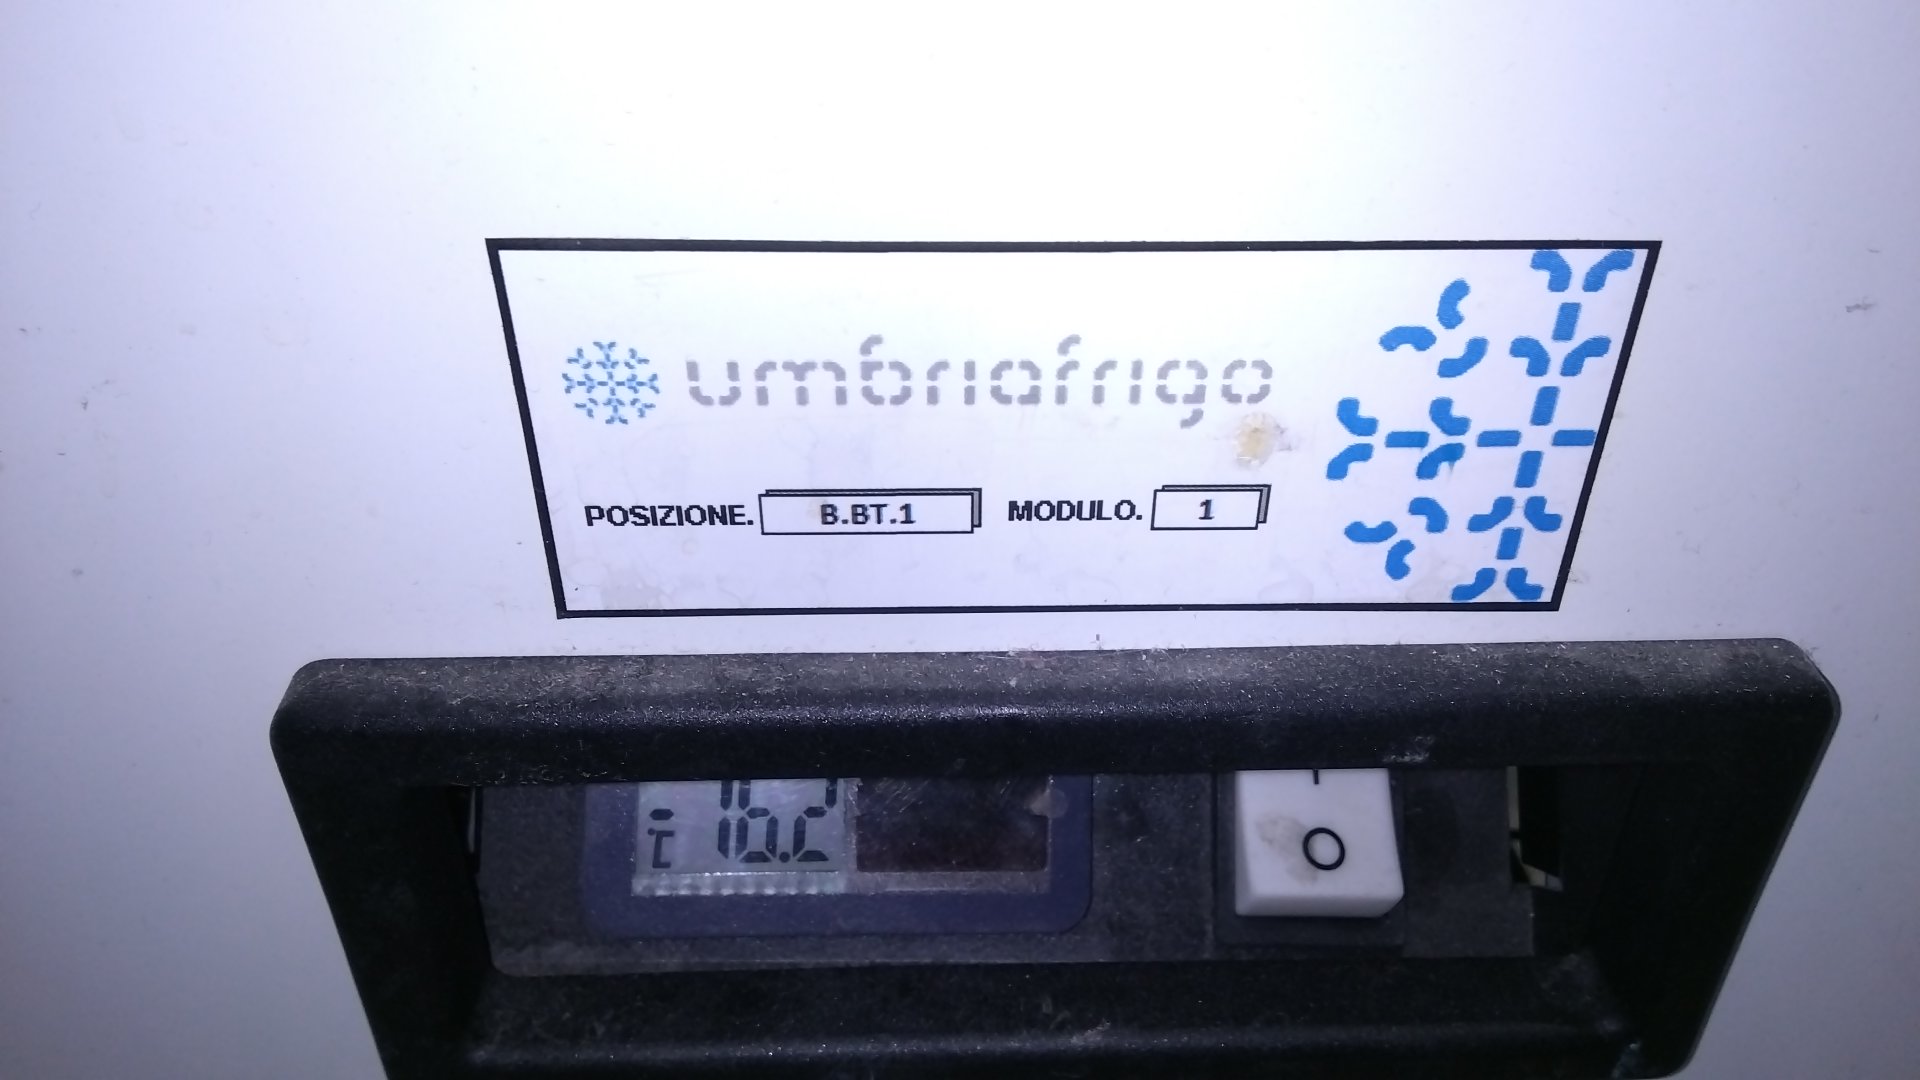 umbriafrigo
POSIZIONE. B.BT.1 MODULO. 1
-16.2
°C
O